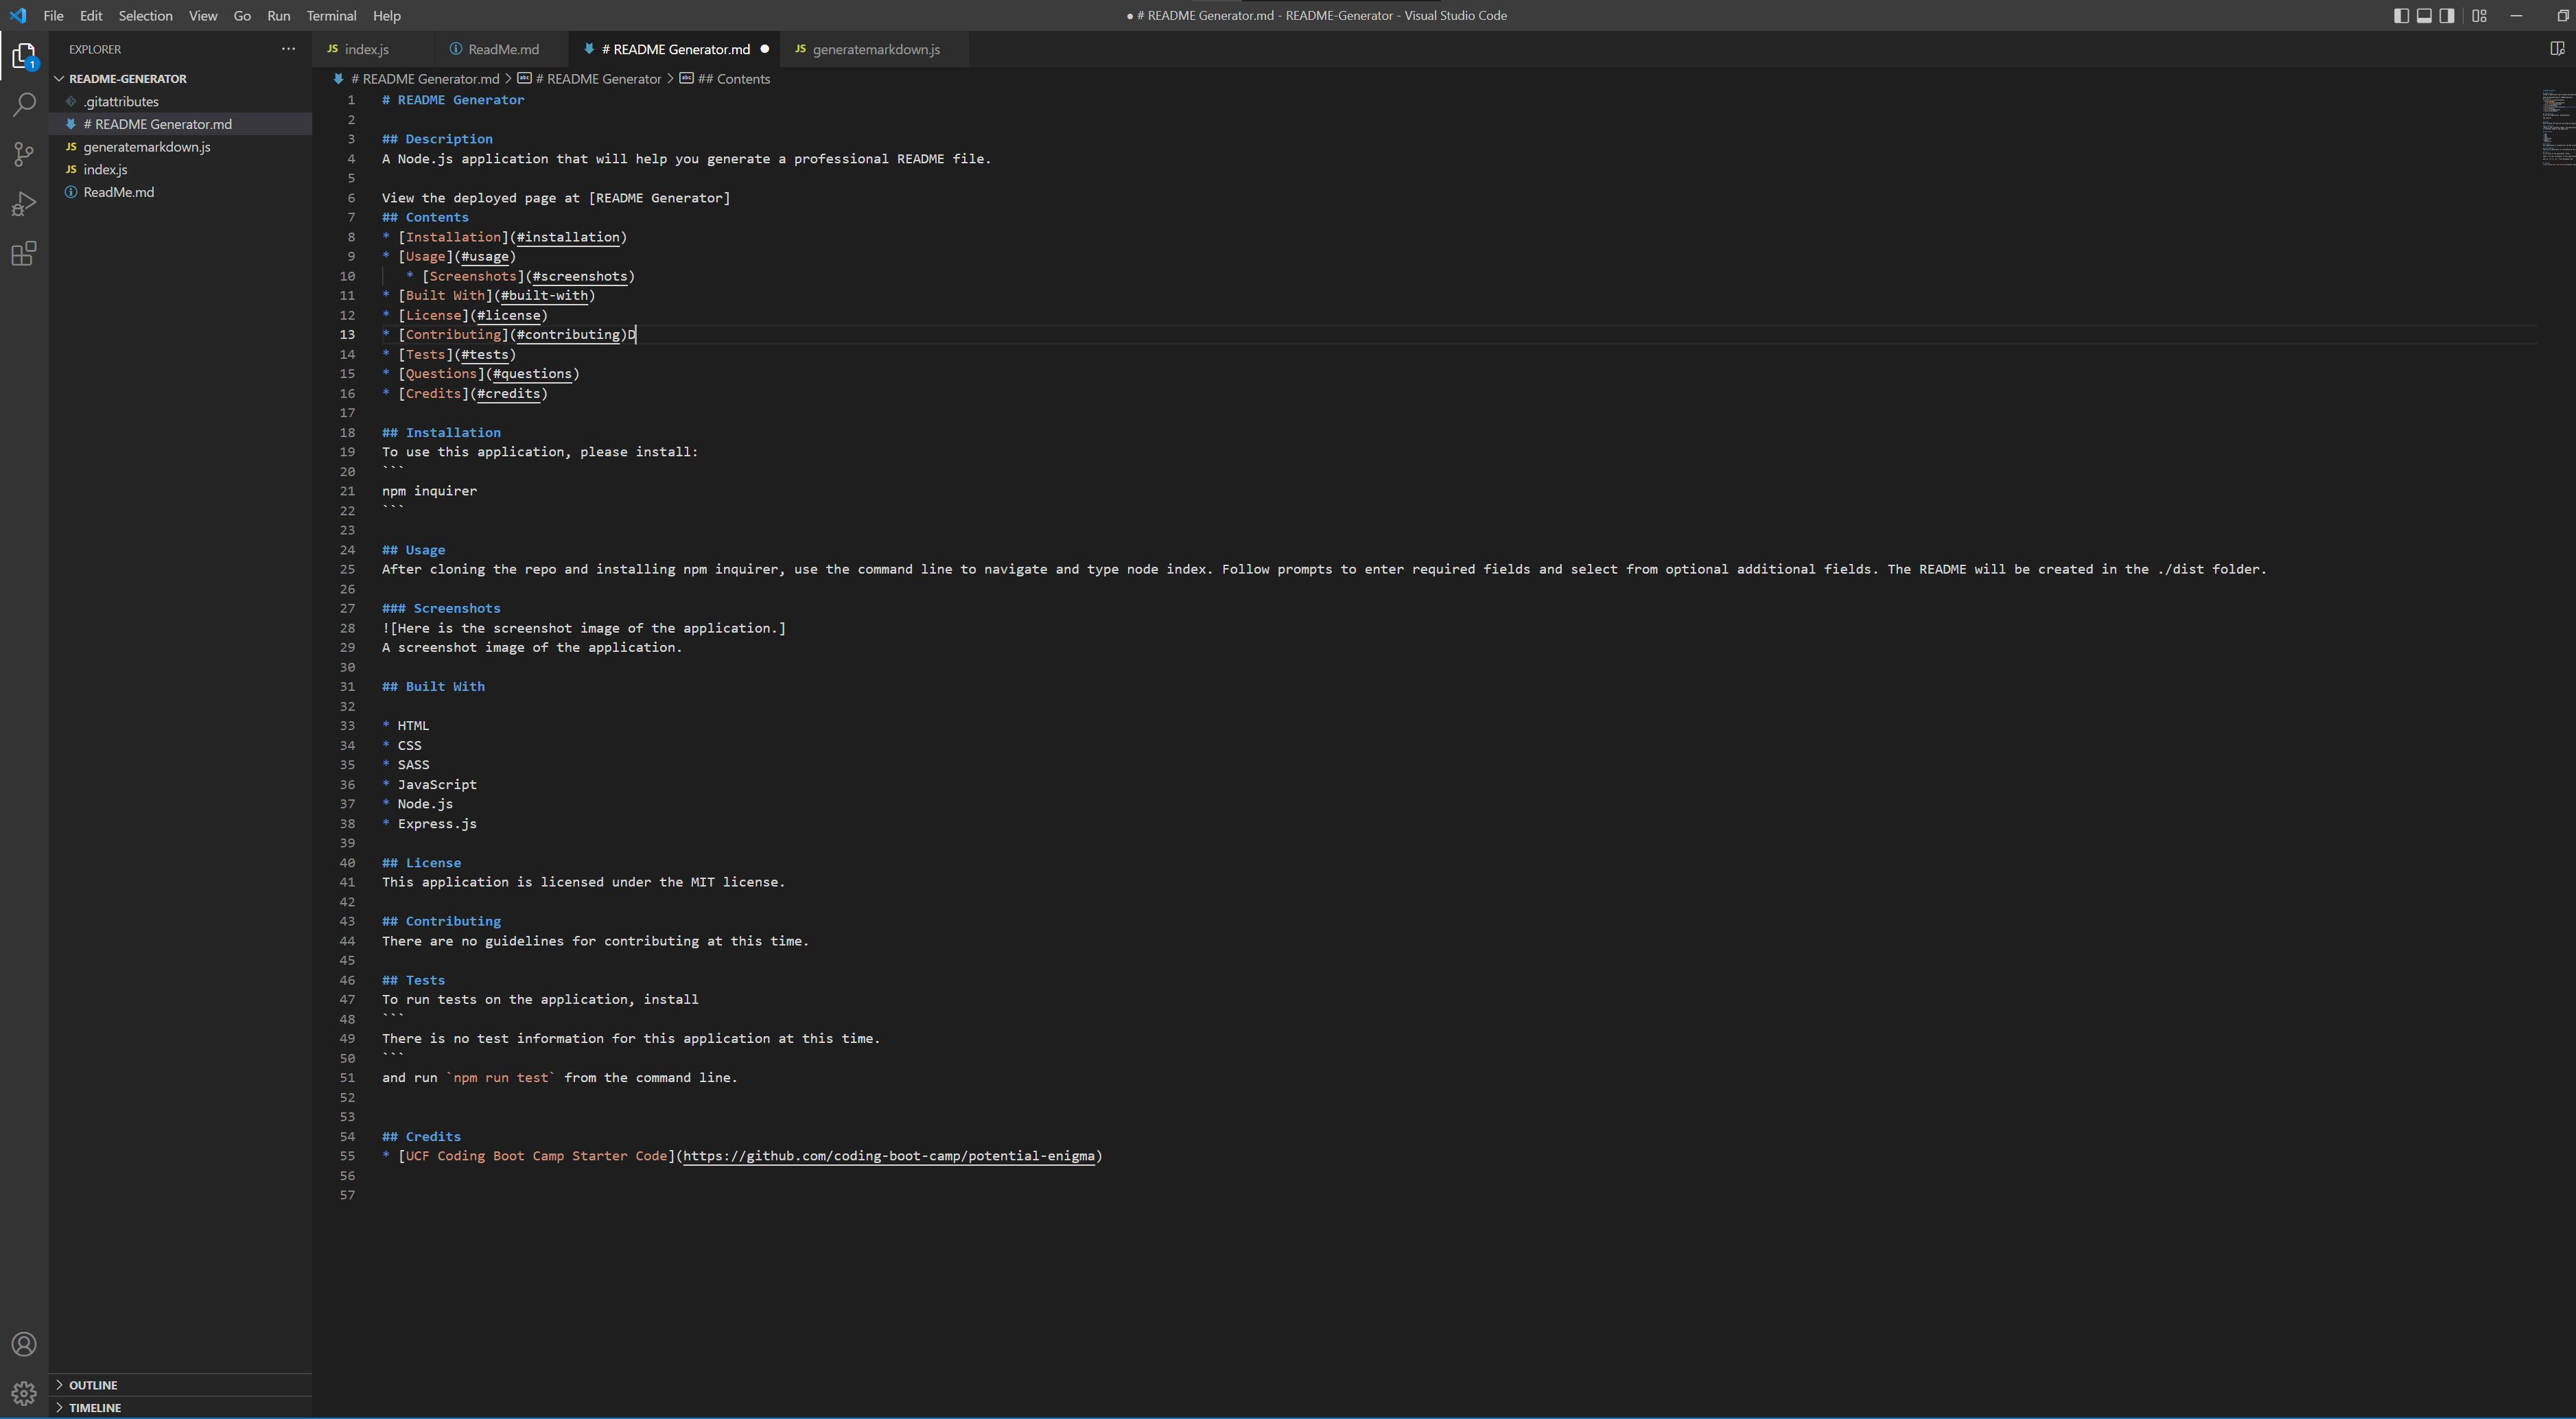 File Edit Selection View Go Run Terminal Help
● # README Generator.md - README-Generator - Visual Studio Code
1
EXPLORER
README-GENERATOR
.gitattributes
# README Generator.md
JS generatemarkdown.js
JS index.js
ReadMe.md
OUTLINE
TIMELINE
JS index.js
ReadMe.md
# README Generator.md
JS generatemarkdown.js
# README Generator.md > # README Generator > ## Contents
1 # README Generator
2
3 ## Description
4 A Node.js application that will help you generate a professional README file.
5
6 View the deployed page at [README Generator]
7 ## Contents
8 * [Installation](#installation)
9 * [Usage](#usage)
10    * [Screenshots](#screenshots)
11 * [Built With](#built-with)
12 * [License](#license)
13 * [Contributing](#contributing)D
14 * [Tests](#tests)
15 * [Questions](#questions)
16 * [Credits](#credits)
17
18 ## Installation
19 To use this application, please install:
20 ```
21 npm inquirer
22 ```
23
24 ## Usage
25 After cloning the repo and installing npm inquirer, use the command line to navigate and type node index. Follow prompts to enter required fields and select from optional additional fields. The README will be created in the ./dist folder.
26
27 ### Screenshots
28 ![Here is the screenshot image of the application.]
29 A screenshot image of the application.
30
31 ## Built With
32
33 * HTML
34 * CSS
35 * SASS
36 * JavaScript
37 * Node.js
38 * Express.js
39
40 ## License
41 This application is licensed under the MIT license.
42
43 ## Contributing
44 There are no guidelines for contributing at this time.
45
46 ## Tests
47 To run tests on the application, install
48 ```
49 There is no test information for this application at this time.
50 ```
51 and run `npm run test` from the command line.
52
53
54 ## Credits
55 * [UCF Coding Boot Camp Starter Code](https://github.com/coding-boot-camp/potential-enigma)
56
57